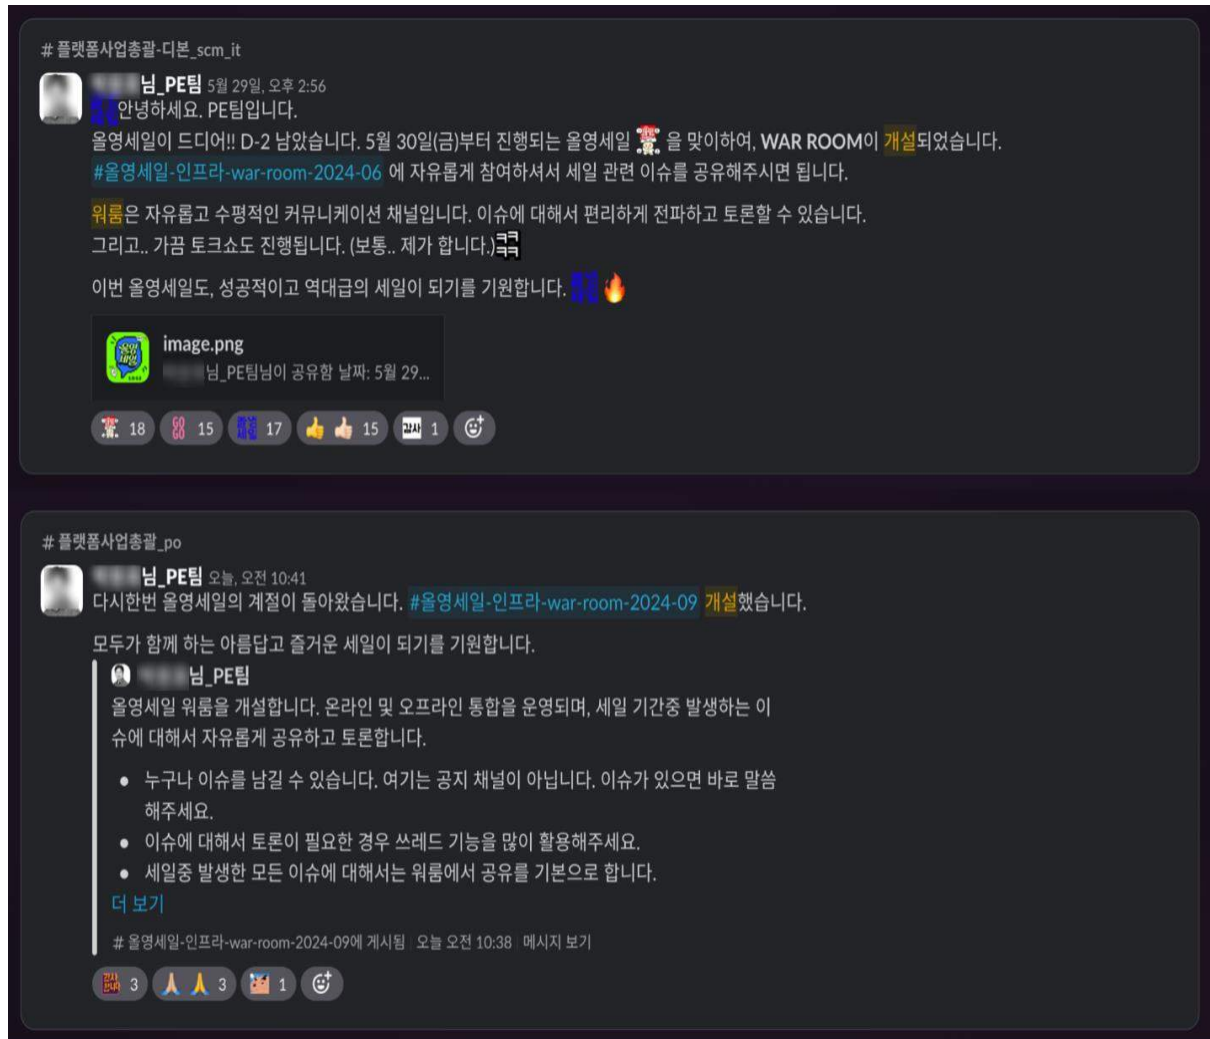 # 플랫폼사업총괄-디본_scm_it
님_PE팀 5월 29일, 오후 2:56
안녕하세요. PE팀입니다.
올영세일이 드디어!! D-2 남았습니다. 5월 30일(금)부터 진행되는 올영세일 을 맞이하여, WAR ROOM이 개설되었습니다.
#올영세일-인프라-war-room-2024-06 에 자유롭게 참여하셔서 세일 관련 이슈를 공유해주시면 됩니다.
워룸은 자유롭고 수평적인 커뮤니케이션 채널입니다. 이슈에 대해서 편리하게 전파하고 토론할 수 있습니다.
그리고.. 가끔 토크쇼도 진행됩니다. (보통.. 제가 합니다.) ㅋㅋㅋㅋ
이번 올영세일도, 성공적이고 역대급의 세일이 되기를 기원합니다.
올영세일
image.png
님_PE팀님이 공유함 날짜: 5월 29...
18 GOGO 15 17 15 감사 1
# 플랫폼사업총괄_po
님_PE팀 오늘, 오전 10:41
다시한번 올영세일의 계절이 돌아왔습니다. #올영세일-인프라-war-room-2024-09 개설했습니다.
모두가 함께 하는 아름답고 즐거운 세일이 되기를 기원합니다.
님_PE팀
올영세일 워룸을 개설합니다. 온라인 및 오프라인 통합을 운영되며, 세일 기간중 발생하는 이
슈에 대해서 자유롭게 공유하고 토론합니다.
● 누구나 이슈를 남길 수 있습니다. 여기는 공지 채널이 아닙니다. 이슈가 있으면 바로 말씀
해주세요.
● 이슈에 대해서 토론이 필요한 경우 쓰레드 기능을 많이 활용해주세요.
● 세일중 발생한 모든 이슈에 대해서는 워룸에서 공유를 기본으로 합니다.
더 보기
# 올영세일-인프라-war-room-2024-09에 게시됨 오늘 오전 10:38 메시지 보기
3 3 1